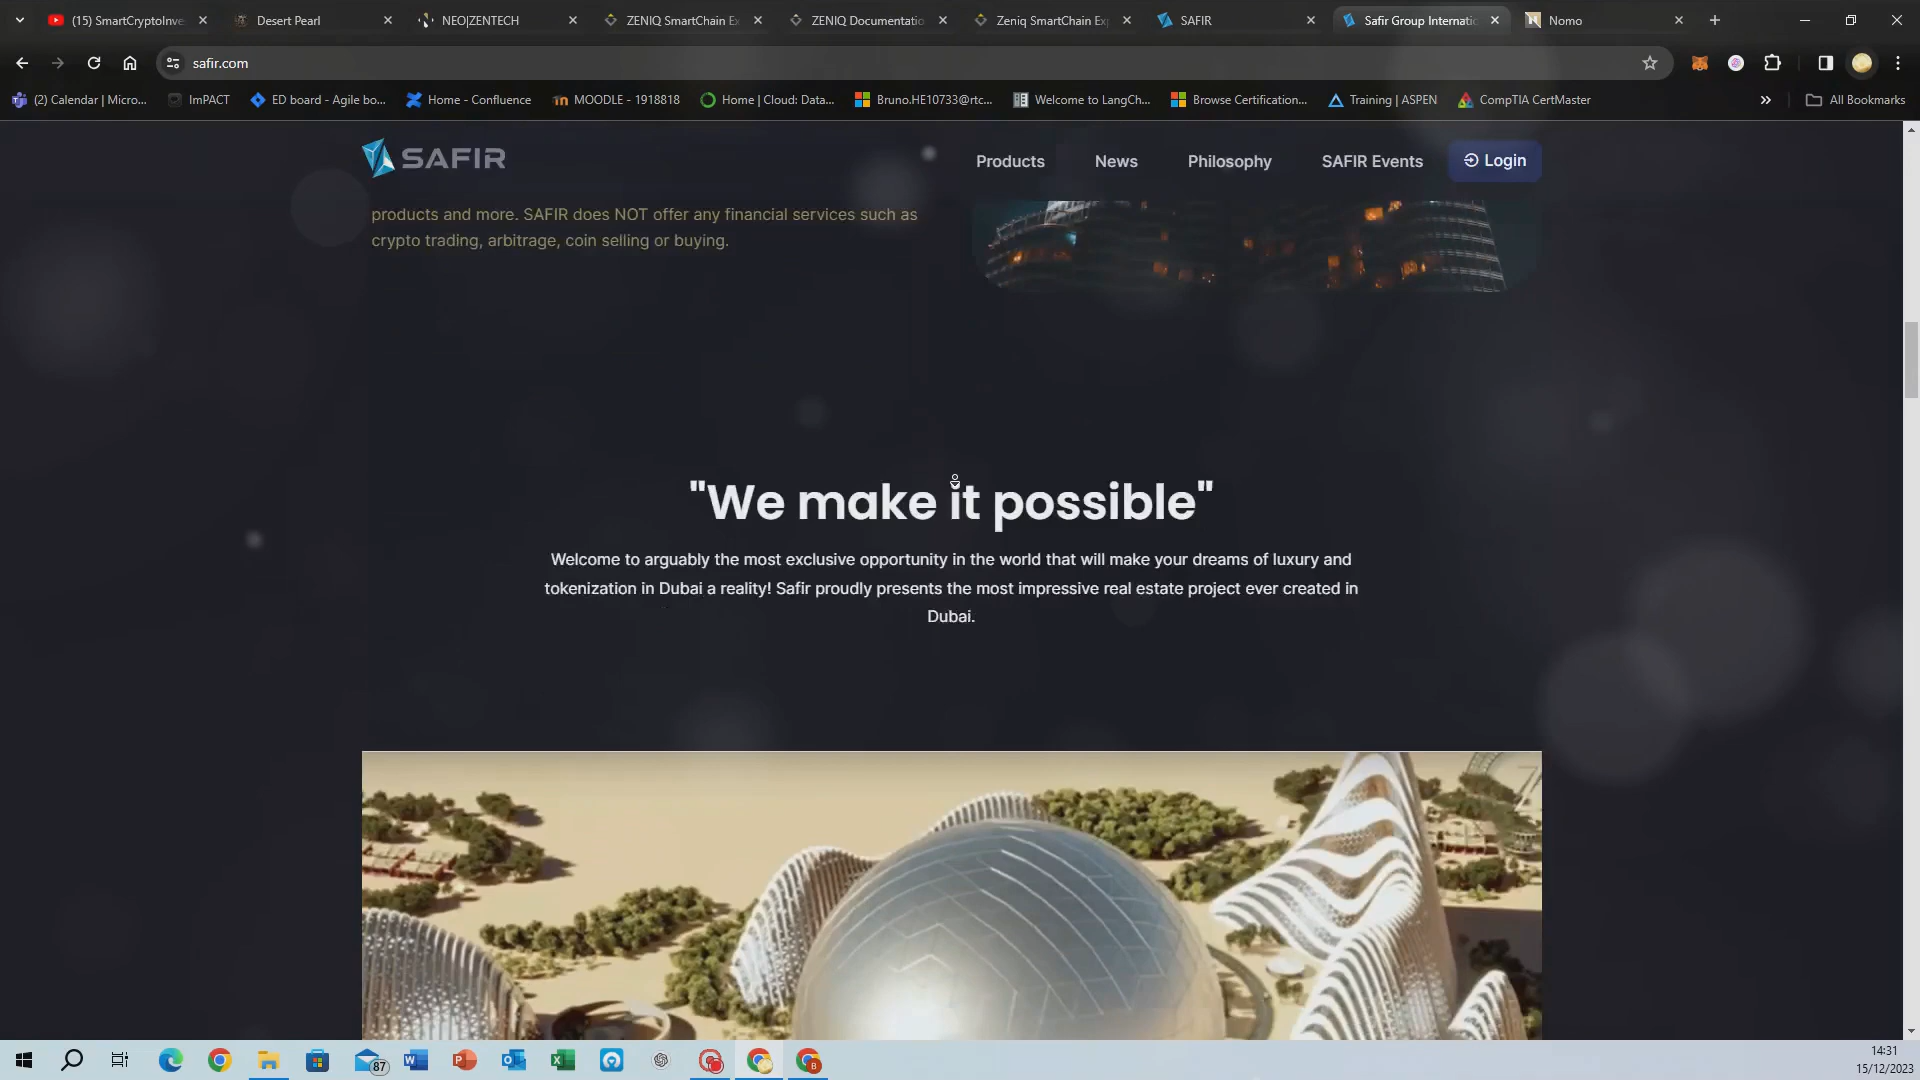 (15) SmartCryptoInve
Desert Pearl
NEO|ZENTECH
ZENIQ SmartChain Ex
ZENIQ Documentatio
Zeniq SmartChain Exp
SAFIR
Safir Group Internatio
Nomo
safir.com
(2) Calendar | Micro...
ImPACT
ED board - Agile bo...
Home - Confluence
MOODLE - 1918818
Home | Cloud: Data...
Bruno.HE10733@rtc...
Welcome to LangCh...
Browse Certification...
Training | ASPEN
CompTIA CertMaster
All Bookmarks
SAFIR
Products
News
Philosophy
SAFIR Events
Login
products and more. SAFIR does NOT offer any financial services such as
crypto trading, arbitrage, coin selling or buying.
"We make it possible"
Welcome to arguably the most exclusive opportunity in the world that will make your dreams of luxury and
tokenization in Dubai a reality! Safir proudly presents the most impressive real estate project ever created in
Dubai.
87
14:31
15/12/2023